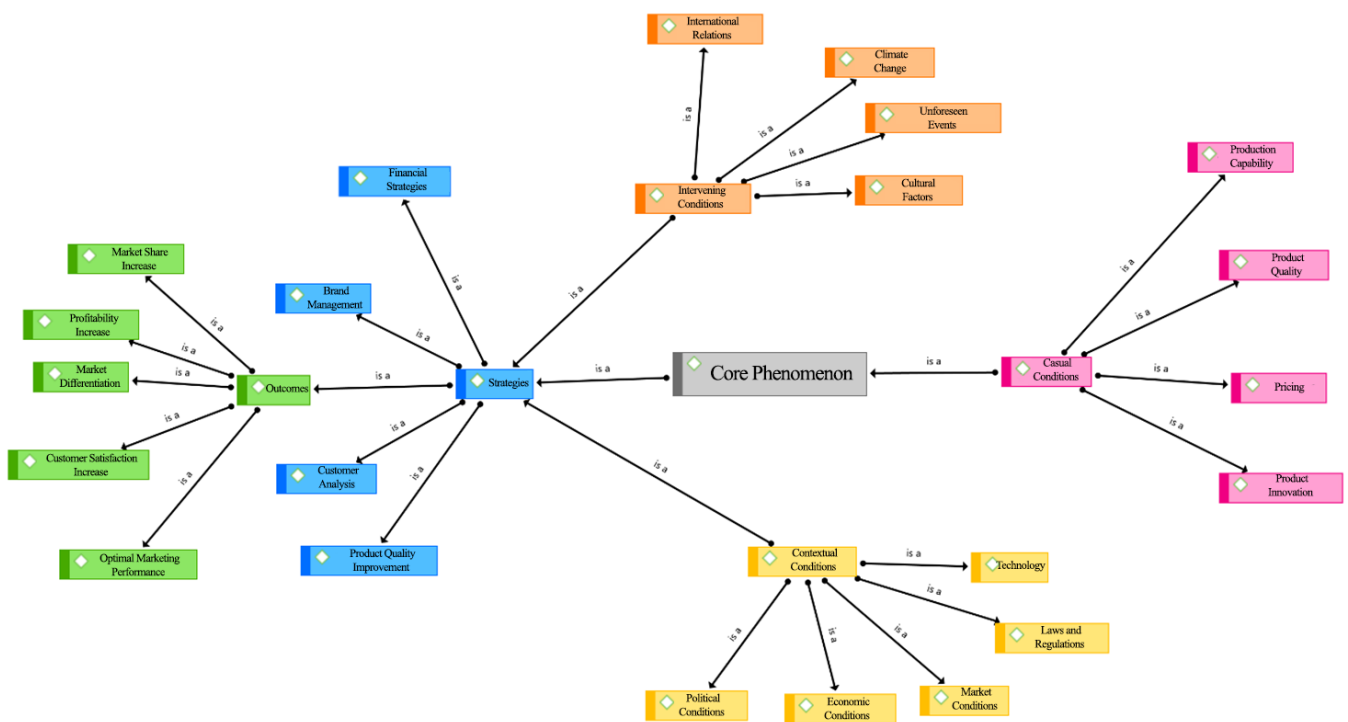 International
Relations
is a
Climate
Change
is a
Unforeseen
Events
is a
Cultural
Factors
is a
Intervening
Conditions
is a
Production
Capability
is a
Product
Quality
is a
Pricing
is a
Product
Innovation
is a
Casual
Conditions
is a
Core Phenomenon
is a
Financial
Strategies
is a
Brand
Management
is a
Strategies
Customer
Analysis
is a
Product Quality
Improvement
is a
is a
Market Share
Increase
is a
Profitability
Increase
is a
Market
Differentiation
is a
Outcomes
Customer Satisfaction
Increase
is a
Optimal Marketing
Performance
is a
is a
Contextual
Conditions
is a
Technology
is a
Laws and
Regulations
is a
Market
Conditions
is a
Economic
Conditions
is a
Political
Conditions